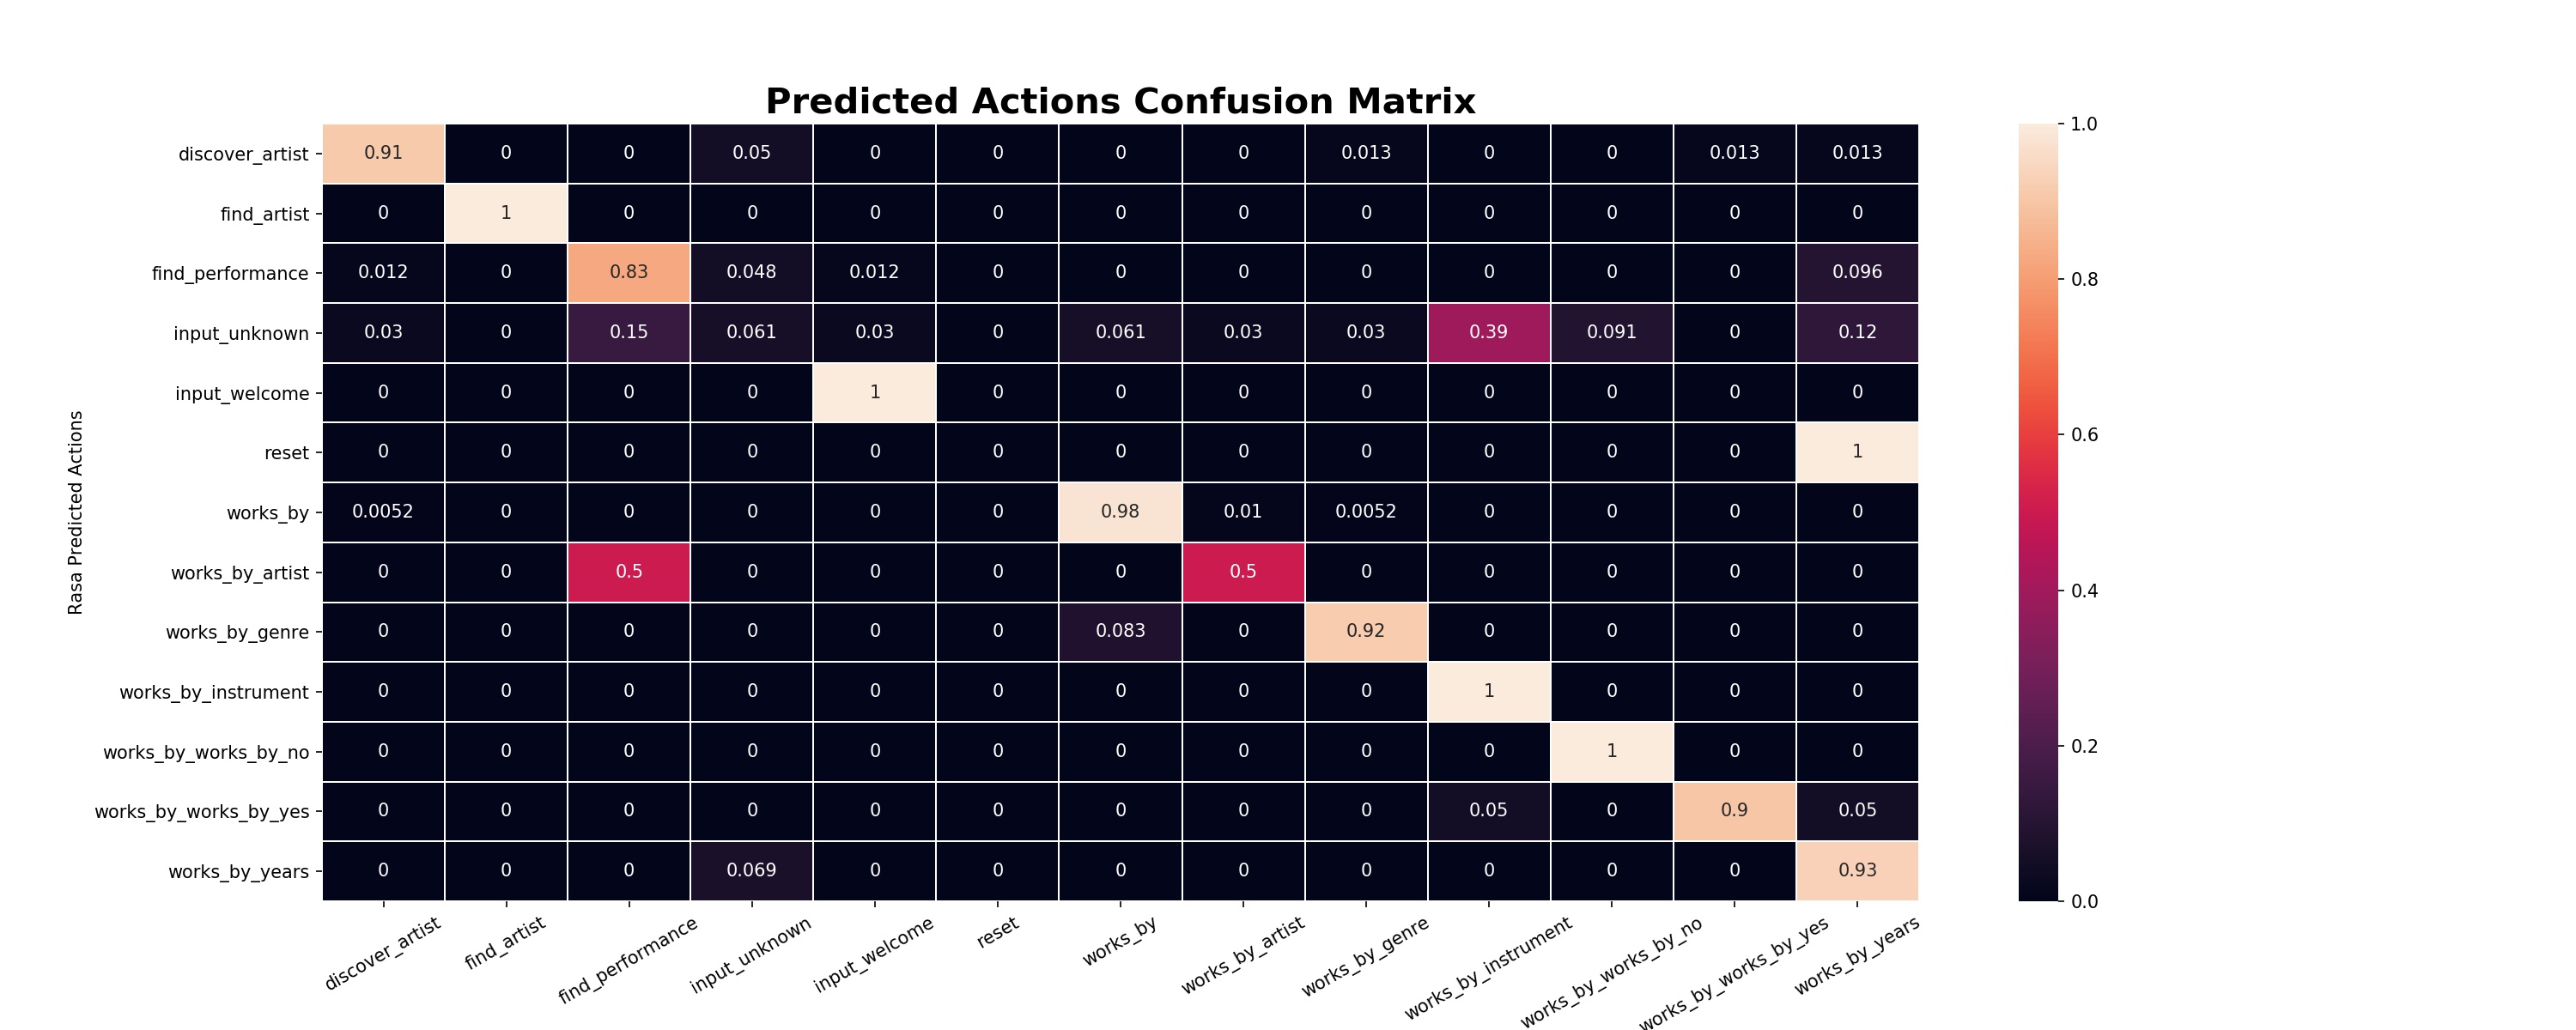 Predicted Actions Confusion Matrix
discover_artist 0.91 0 0 0.05 0 0 0 0 0.013 0 0 0.013 0.013
find_artist 0 1 0 0 0 0 0 0 0 0 0 0 0
find_performance 0.012 0 0.83 0.048 0.012 0 0 0 0 0 0 0 0.096
input_unknown 0.03 0 0.15 0.061 0.03 0 0.061 0.03 0.03 0.39 0.091 0 0.12
input_welcome 0 0 0 0 1 0 0 0 0 0 0 0 0
reset 0 0 0 0 0 0 0 0 0 0 0 0 1
works_by 0.0052 0 0 0 0 0 0.98 0.01 0.0052 0 0 0 0
works_by_artist 0 0 0.5 0 0 0 0 0.5 0 0 0 0 0
works_by_genre 0 0 0 0 0 0 0.083 0 0.92 0 0 0 0
works_by_instrument 0 0 0 0 0 0 0 0 0 1 0 0 0
works_by_works_by_no 0 0 0 0 0 0 0 0 0 0 1 0 0
works_by_works_by_yes 0 0 0 0 0 0 0 0 0 0.05 0 0.9 0.05
works_by_years 0 0 0 0.069 0 0 0 0 0 0 0 0 0.93
Rasa Predicted Actions
discover_artist find_artist find_performance input_unknown input_welcome reset works_by works_by_artist works_by_genre works_by_instrument works_by_works_by_no works_by_works_by_yes works_by_years
1.0
0.8
0.6
0.4
0.2
0.0